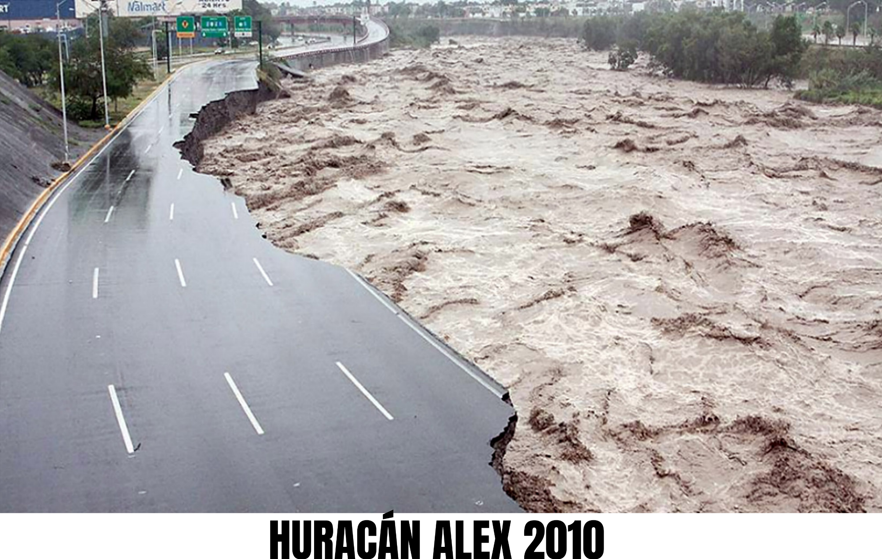 Walmart
24 Hrs.
HURACÁN ALEX 2010